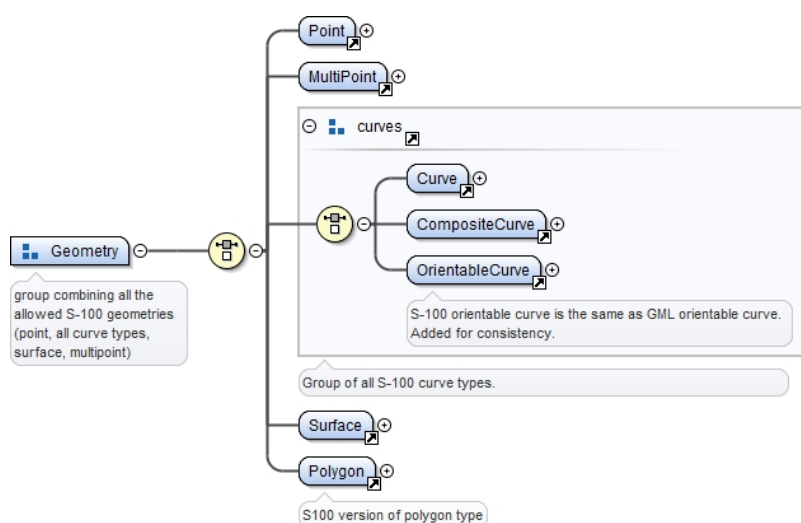 Point
MultiPoint
curves
Curve
CompositeCurve
OrientableCurve
S-100 orientable curve is the same as GML orientable curve.
Added for consistency.
Group of all S-100 curve types.
Geometry
group combining all the
allowed S-100 geometries
(point, all curve types,
surface, multipoint)
Surface
Polygon
S100 version of polygon type